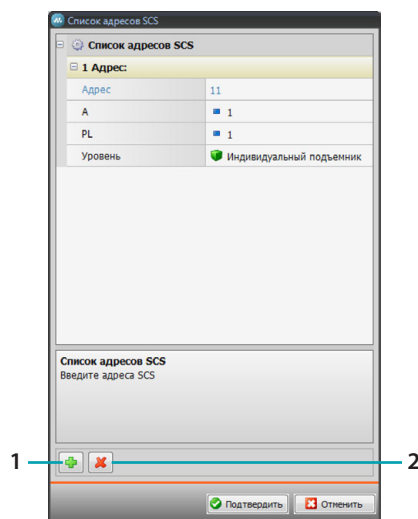 Список адресов SCS
Список адресов SCS
1 Адрес:
Адрес 11
A 1
PL 1
Уровень Индивидуальный подъемник
Список адресов SCS
Введите адреса SCS
1 2
Подтвердить Отменить